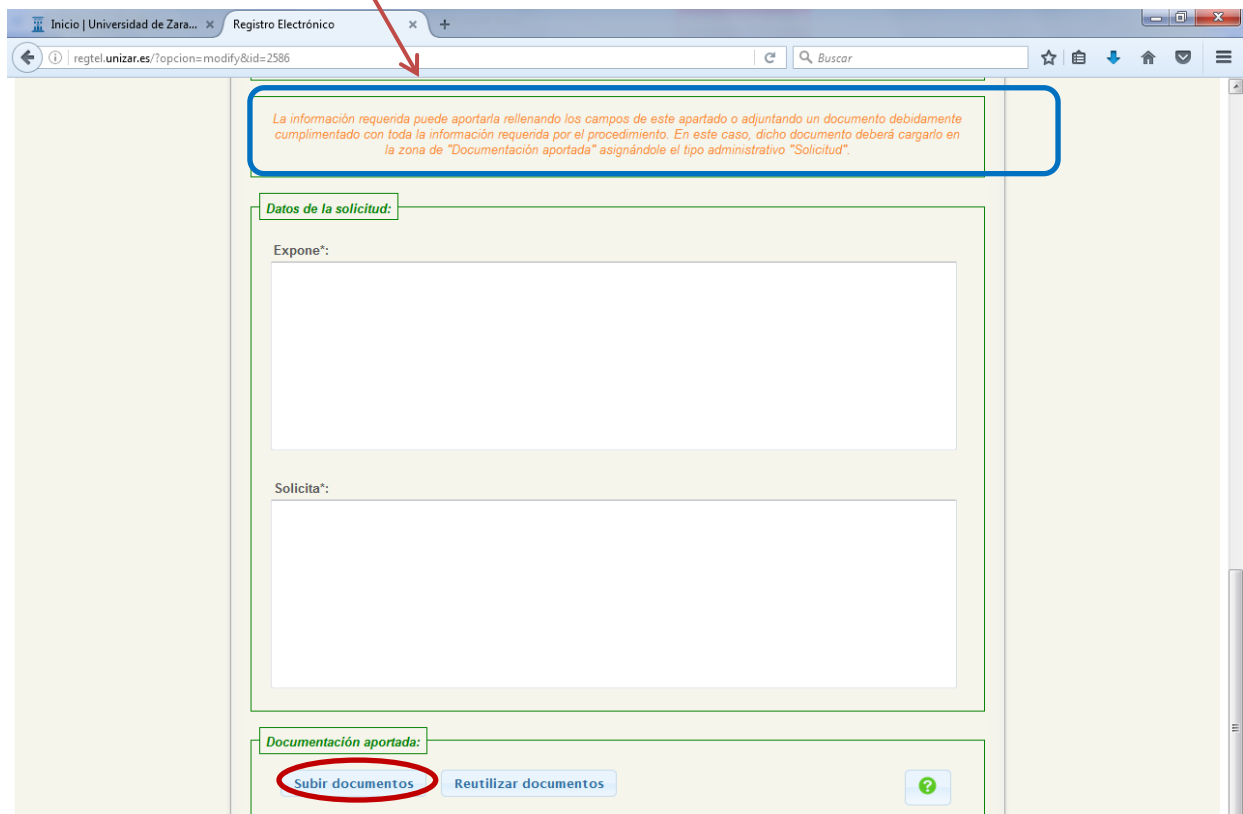 Inicio | Universidad de Zara...
Registro Electrónico
regtel.unizar.es/?opcion=modify&id=2586
Buscar
La información requerida puede aportarla rellenando los campos de este apartado o adjuntando un documento debidamente
cumplimentado con toda la información requerida por el procedimiento. En este caso, dicho documento deberá cargarlo en
la zona de "Documentación aportada" asignándole el tipo administrativo "Solicitud".
Datos de la solicitud:
Expone*:
Solicita*:
Documentación aportada:
Subir documentos
Reutilizar documentos